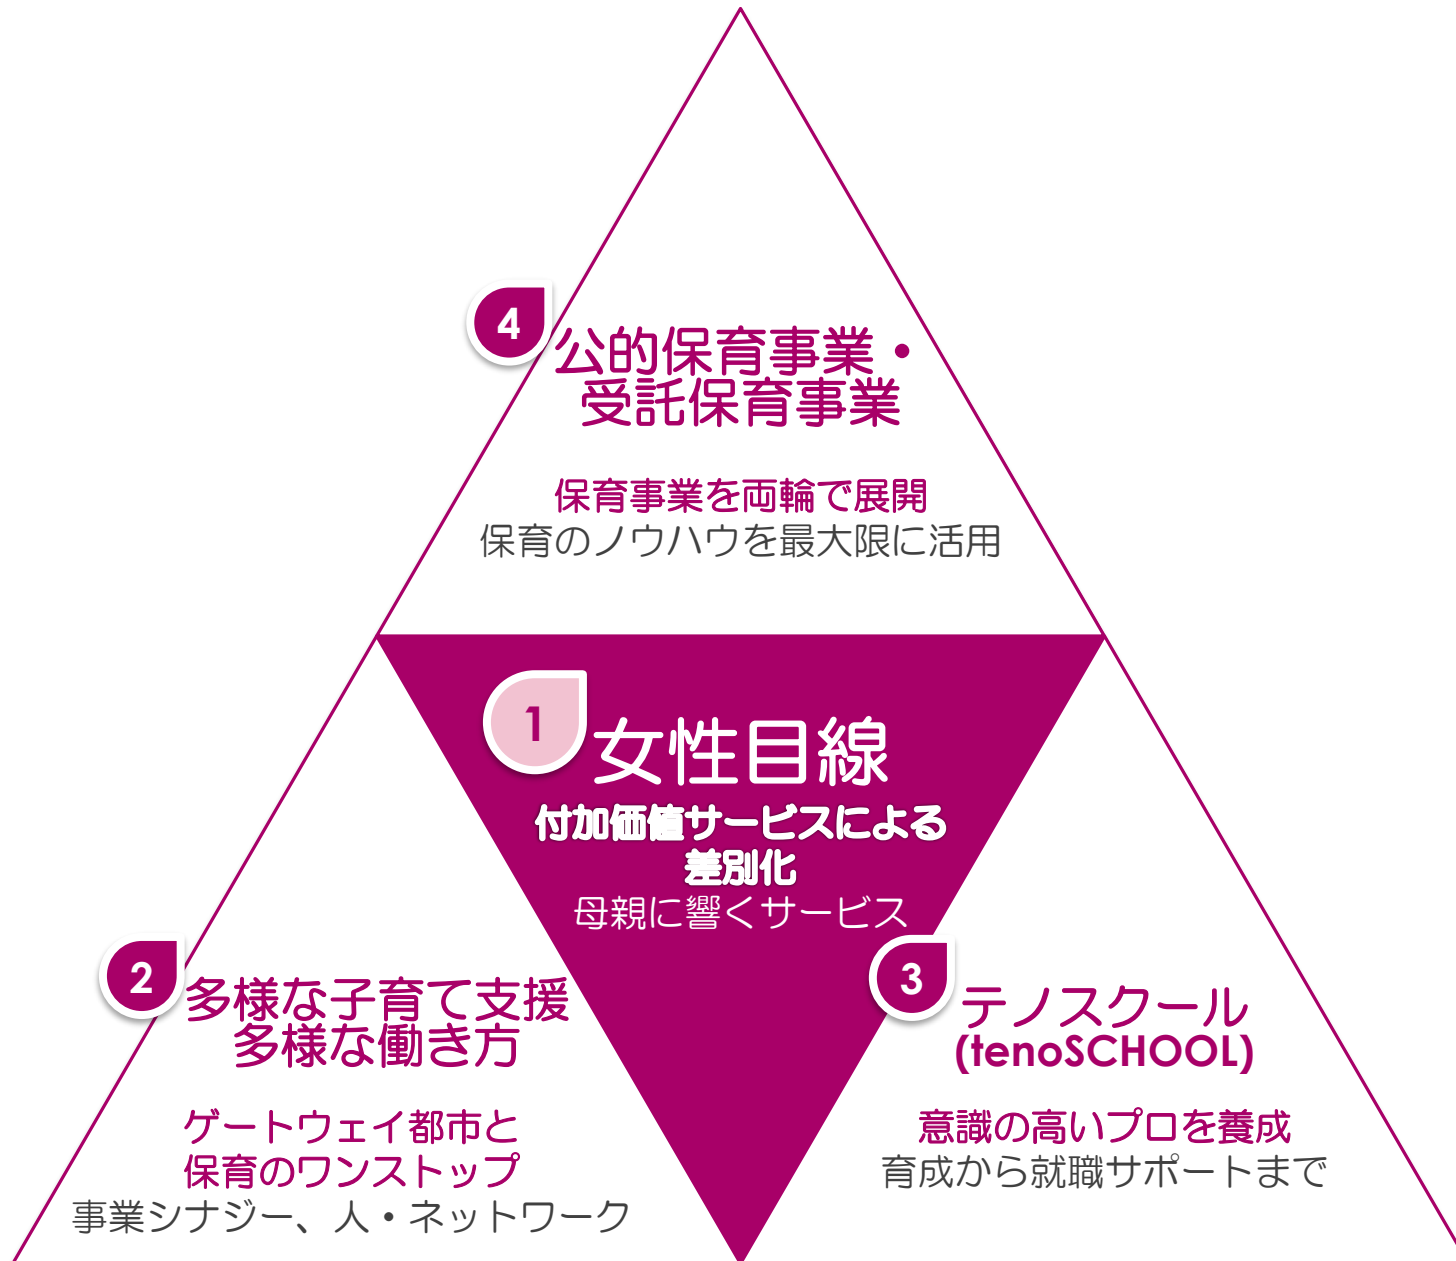 4
公的保育事業・
受託保育事業
保育事業を両輪で展開
保育のノウハウを最大限に活用
1
女性目線
付加価値サービスによる
差別化
母親に響くサービス
2
多様な子育て支援
多様な働き方
ゲートウェイ都市と
保育のワンストップ
事業シナジー、人・ネットワーク
3
テノスクール
(tenoSCHOOL)
意識の高いプロを養成
育成から就職サポートまで